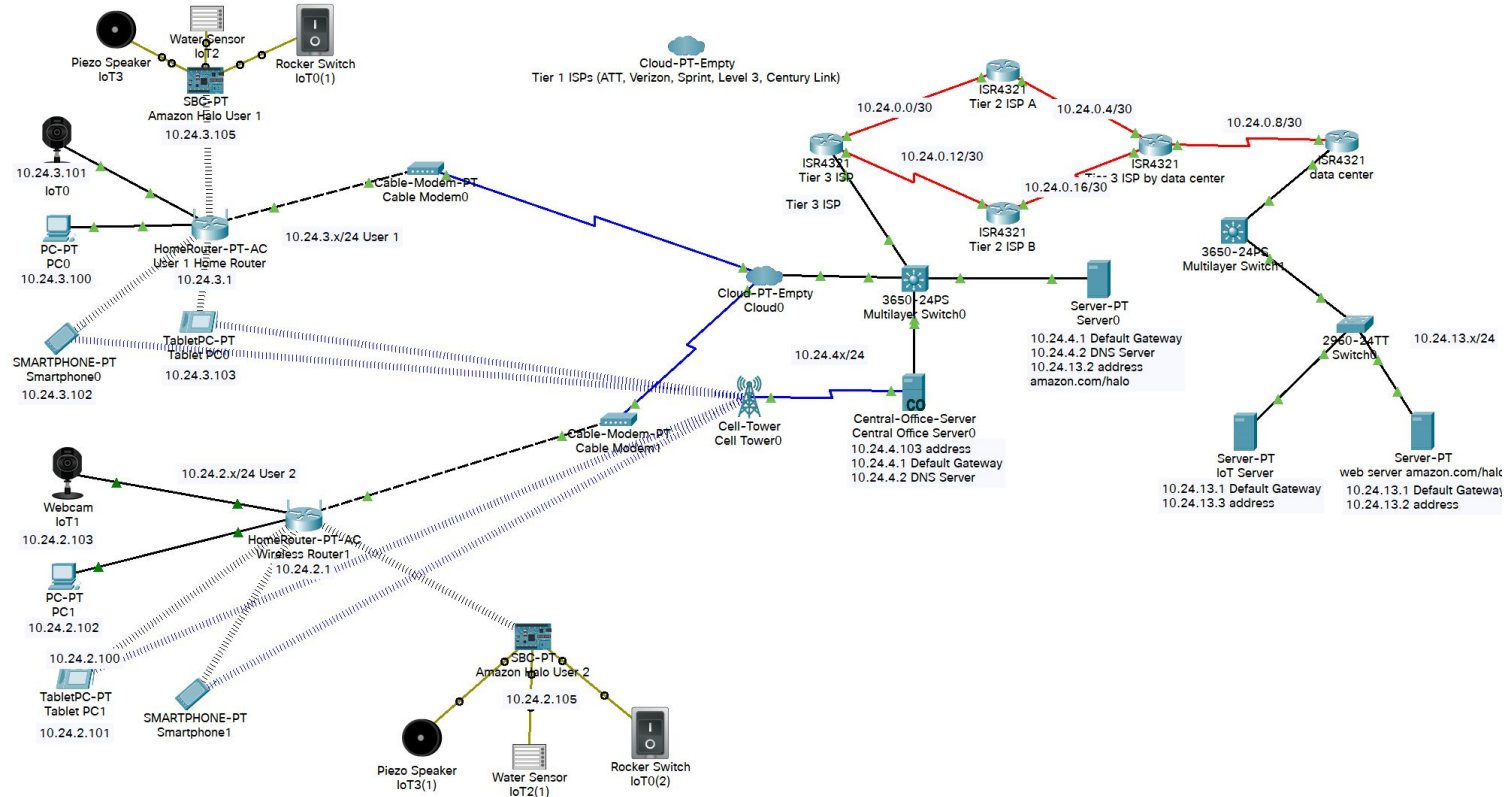 Piezo Speaker
IoT3
Water Sensor
IoT2
Rocker Switch
IoT0(1)
SBC-PT
Amazon Halo User 1
10.24.3.105
10.24.3.101
IoT0
PC-PT
PC0
10.24.3.100
HomeRouter-PT-AC
User 1 Home Router
10.24.3.1
10.24.3.x/24 User 1
Cable-Modem-PT
Cable Modem0
SMARTPHONE-PT
Smartphone0
10.24.3.102
TabletPC-PT
Tablet PC0
10.24.3.103
Cloud-PT-Empty
Tier 1 ISPs (ATT, Verizon, Sprint, Level 3, Century Link)
ISR4321
Tier 2 ISP A
10.24.0.0/30
10.24.0.4/30
10.24.0.8/30
ISR4321
Tier 3 ISP
Tier 3 ISP
10.24.0.12/30
10.24.0.16/30
ISR4321
3 ISP by data center
ISR4321
data center
ISR4321
Tier 2 ISP B
3650-24PS
Multilayer Switch1
Cloud-PT-Empty
Cloud0
3650-24PS
Multilayer Switch0
Server-PT
Server0
10.24.4.1 Default Gateway
10.24.4.2 DNS Server
10.24.13.2 address
amazon.com/halo
10.24.4x/24
2960-24TT
Switch0
10.24.13.x/24
Cell-Tower
Cell Tower0
CO
Central-Office-Server
Central Office Server0
10.24.4.103 address
10.24.4.1 Default Gateway
10.24.4.2 DNS Server
Server-PT
IoT Server
10.24.13.1 Default Gateway
10.24.13.3 address
Server-PT
web server amazon.com/halo
10.24.13.1 Default Gateway
10.24.13.2 address
Cable-Modem-PT
Cable Modem1
10.24.2.x/24 User 2
Webcam
IoT1
10.24.2.103
HomeRouter-PT-AC
Wireless Router1
10.24.2.1
PC-PT
PC1
10.24.2.102
10.24.2.100
TabletPC-PT
Tablet PC1
10.24.2.101
SMARTPHONE-PT
Smartphone1
SBC-PT
Amazon Halo User 2
10.24.2.105
Piezo Speaker
IoT3(1)
Water Sensor
IoT2(1)
Rocker Switch
IoT0(2)